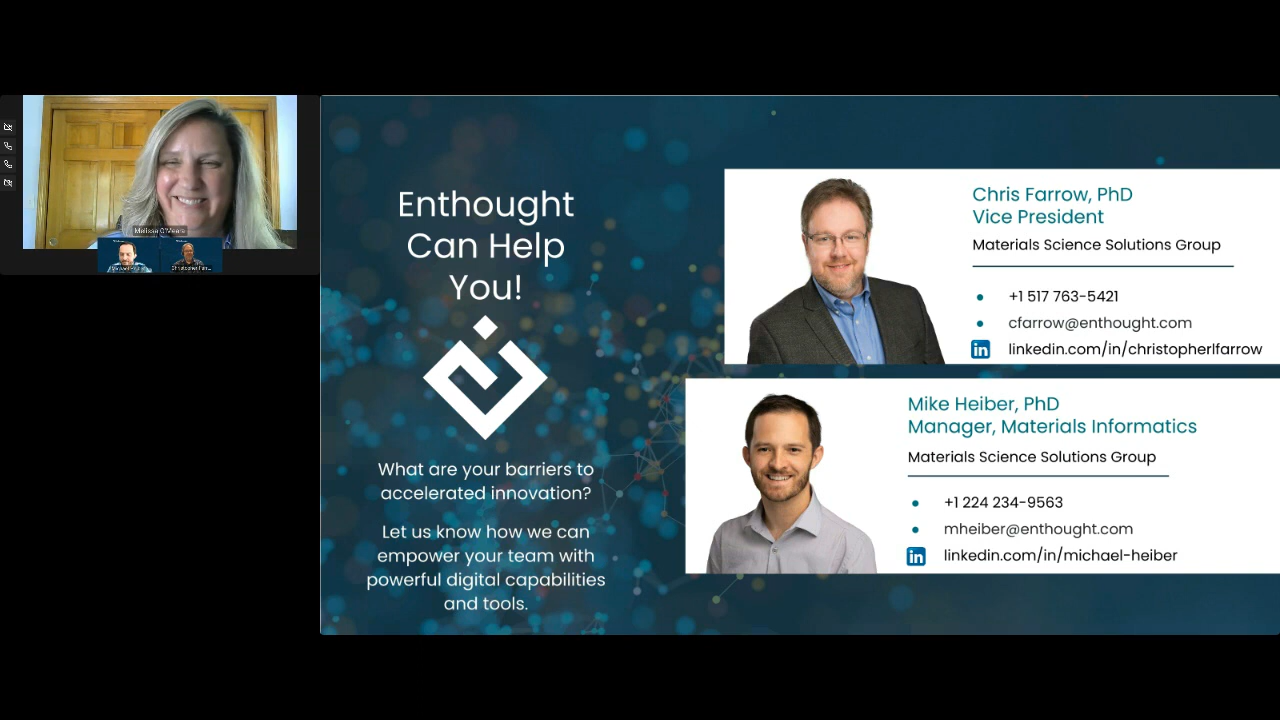 Melissa O'Meara
Enthought
Can Help
You!
What are your barriers to
accelerated innovation?
Let us know how we can
empower your team with
powerful digital capabilities
and tools.
Chris Farrow, PhD
Vice President
Materials Science Solutions Group
+1 517 763-5421
cfarrow@enthought.com
in linkedin.com/in/christopherlfarrow
Mike Heiber, PhD
Manager, Materials Informatics
Materials Science Solutions Group
+1 224 234-9563
mheiber@enthought.com
in linkedin.com/in/michael-heiber